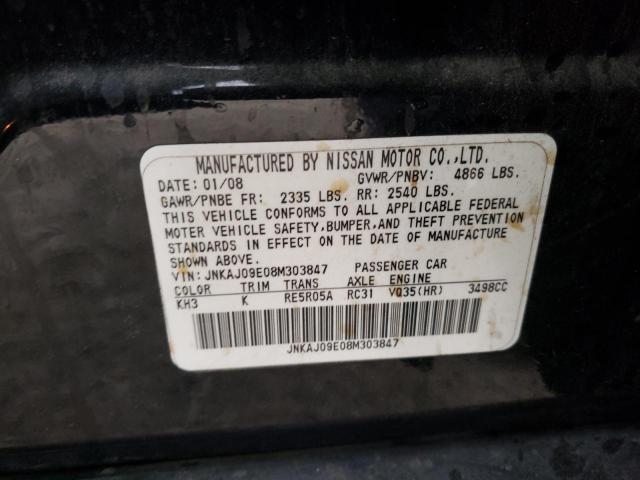 MANUFACTURED BY NISSAN MOTOR CO.,LTD.
DATE: 01/08 GVWR/PNBV: 4866 LBS.
GAWR/PNBE FR: 2335 LBS. RR: 2540 LBS.
THIS VEHICLE CONFORMS TO ALL APPLICABLE FEDERAL
MOTOR VEHICLE SAFETY,BUMPER,AND THEFT PREVENTION
STANDARDS IN EFFECT ON THE DATE OF MANUFACTURE
SHOWN ABOVE.
VIN: JNKAJ09E08M303847 PASSENGER CAR
COLOR TRIM TRANS AXLE ENGINE
KH3 K RE5R05A RC31 VQ35(HR) 3498CC
JNKAJ09E08M303847